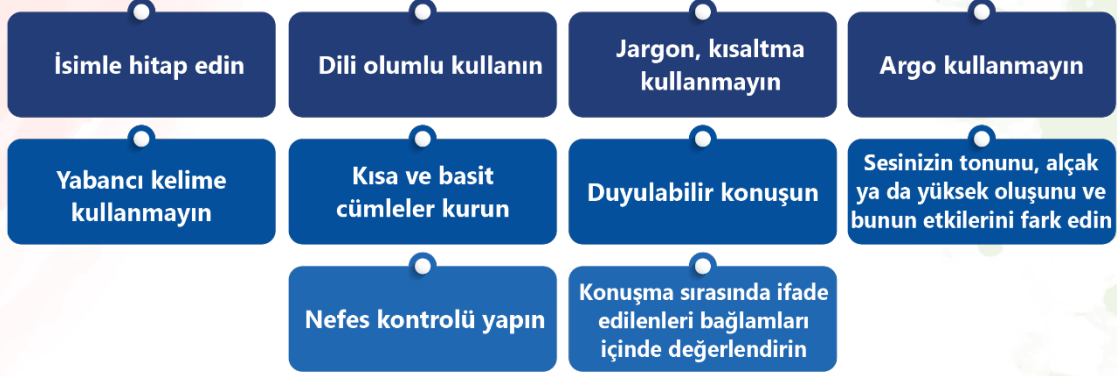 İsimle hitap edin
Dili olumlu kullanın
Jargon, kısaltma
kullanmayın
Argo kullanmayın
Yabancı kelime
kullanmayın
Kısa ve basit
cümleler kurun
Duyulabilir konuşun
Sesinizin tonunu, alçak
ya da yüksek oluşunu ve
bunun etkilerini fark edin
Nefes kontrolü yapın
Konuşma sırasında ifade
edilenleri bağlamları
içinde değerlendirin